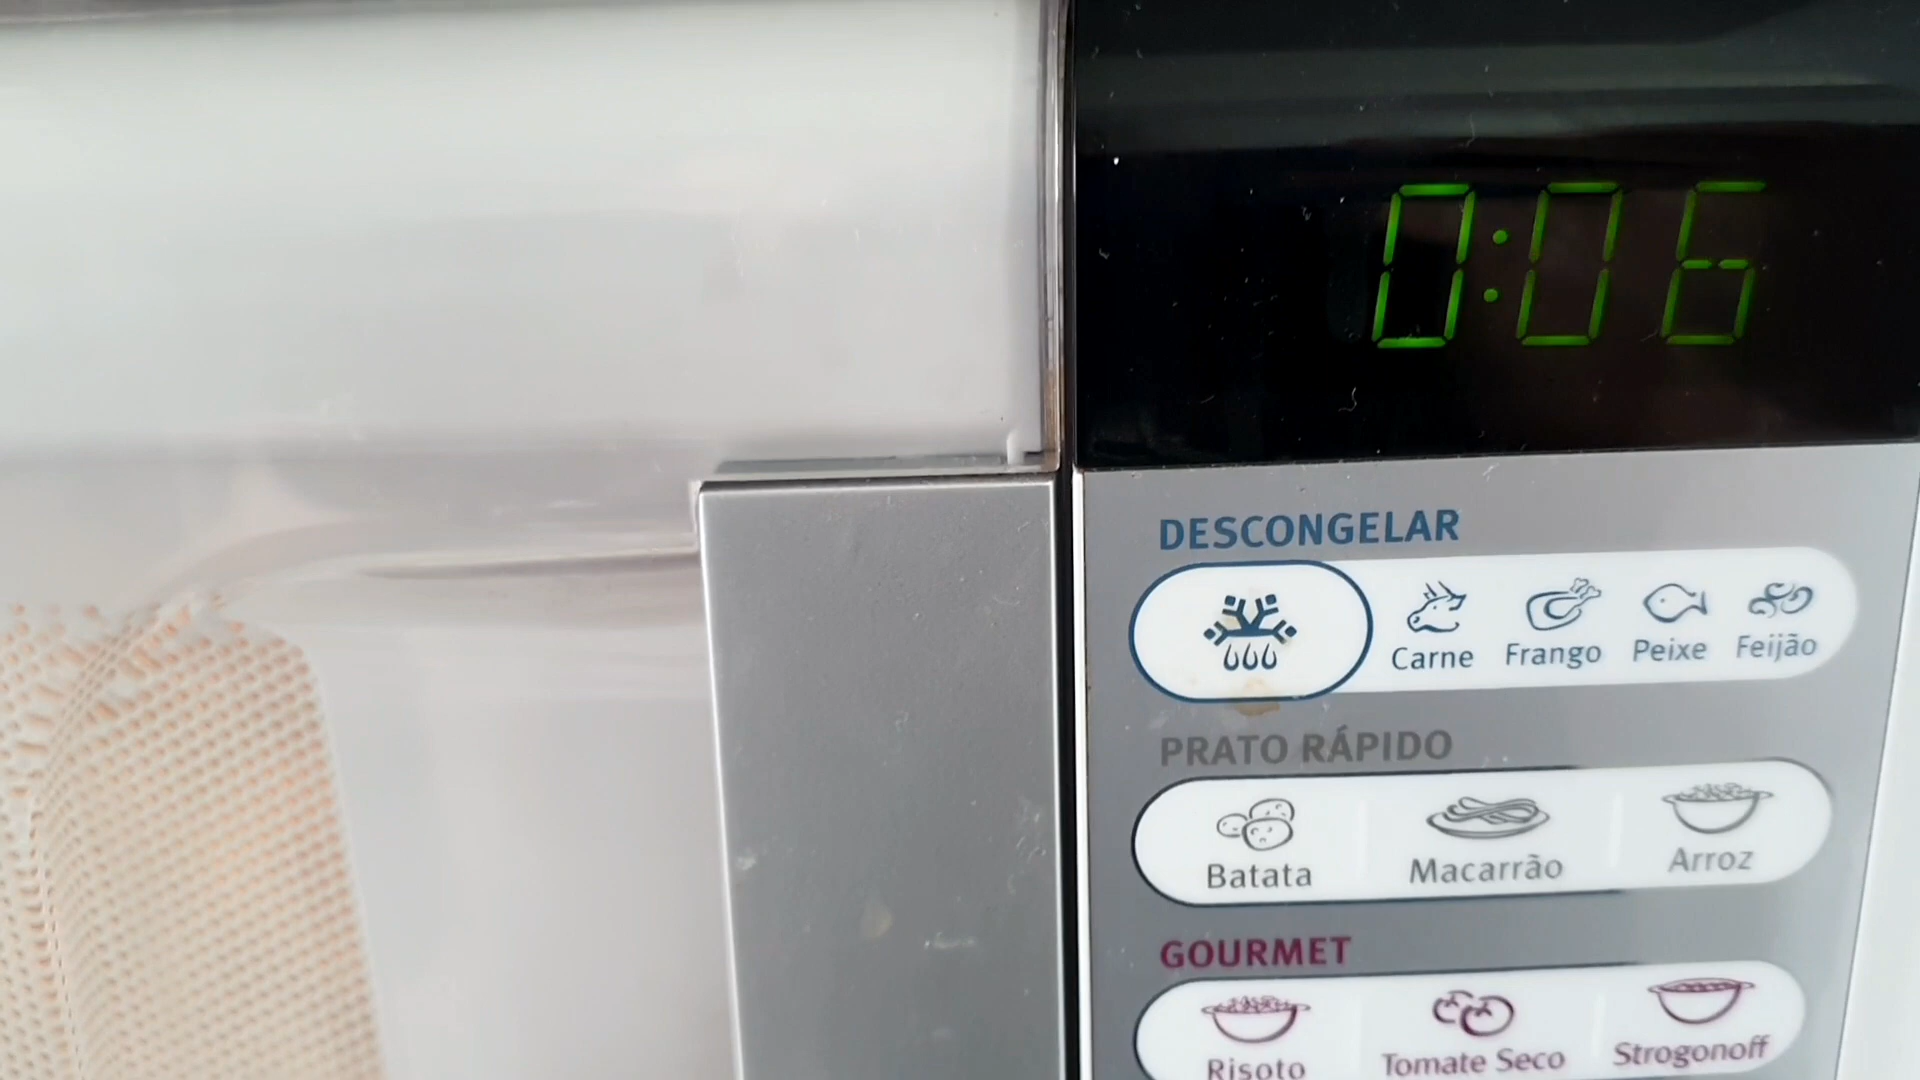 0:06
DESCONGELAR
Carne Frango Peixe Feijão
PRATO RÁPIDO
Batata Macarrão Arroz
GOURMET
Risoto Tomate Seco Strogonoff